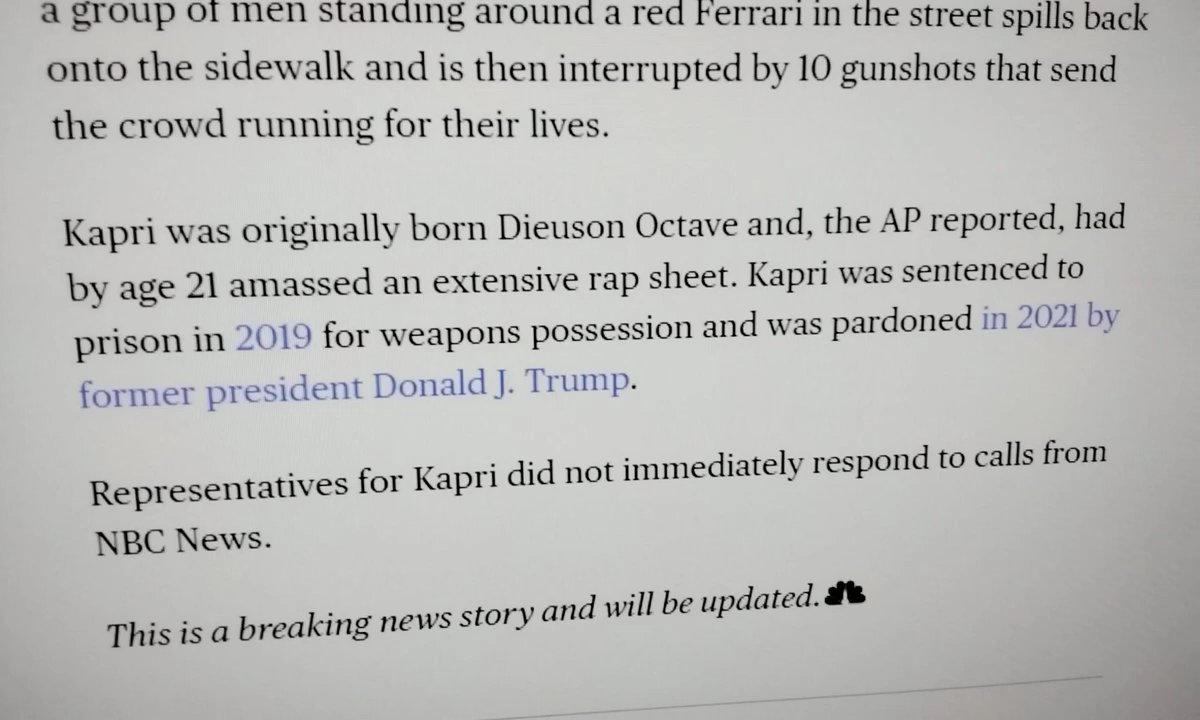 a group of men standing around a red Ferrari in the street spills back
onto the sidewalk and is then interrupted by 10 gunshots that send
the crowd running for their lives.
Kapri was originally born Dieuson Octave and, the AP reported, had
by age 21 amassed an extensive rap sheet. Kapri was sentenced to
prison in 2019 for weapons possession and was pardoned in 2021 by
former president Donald J. Trump.
Representatives for Kapri did not immediately respond to calls from
NBC News.
This is a breaking news story and will be updated.